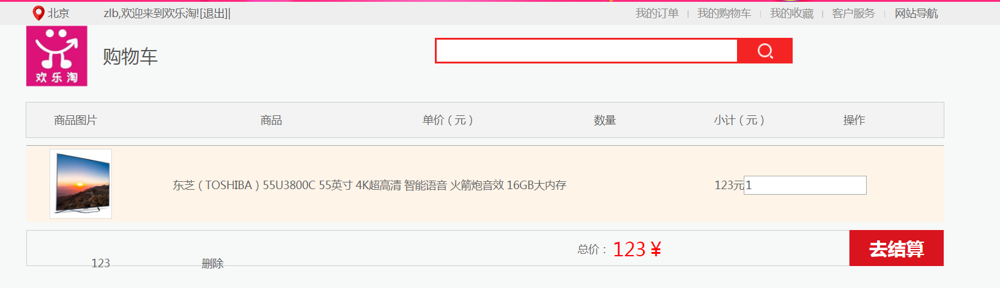 北京 zlb,欢迎来到欢乐淘![退出]| 我的订单 | 我的购物车 | 我的收藏 | 客户服务 | 网站导航
欢乐淘
购物车
商品图片 商品 单价（元） 数量 小计（元） 操作
东芝（TOSHIBA）55U3800C 55英寸 4K超高清 智能语音 火箭炮音效 16GB大内存 123元 1
总价： 123 ¥ 去结算
123 删除